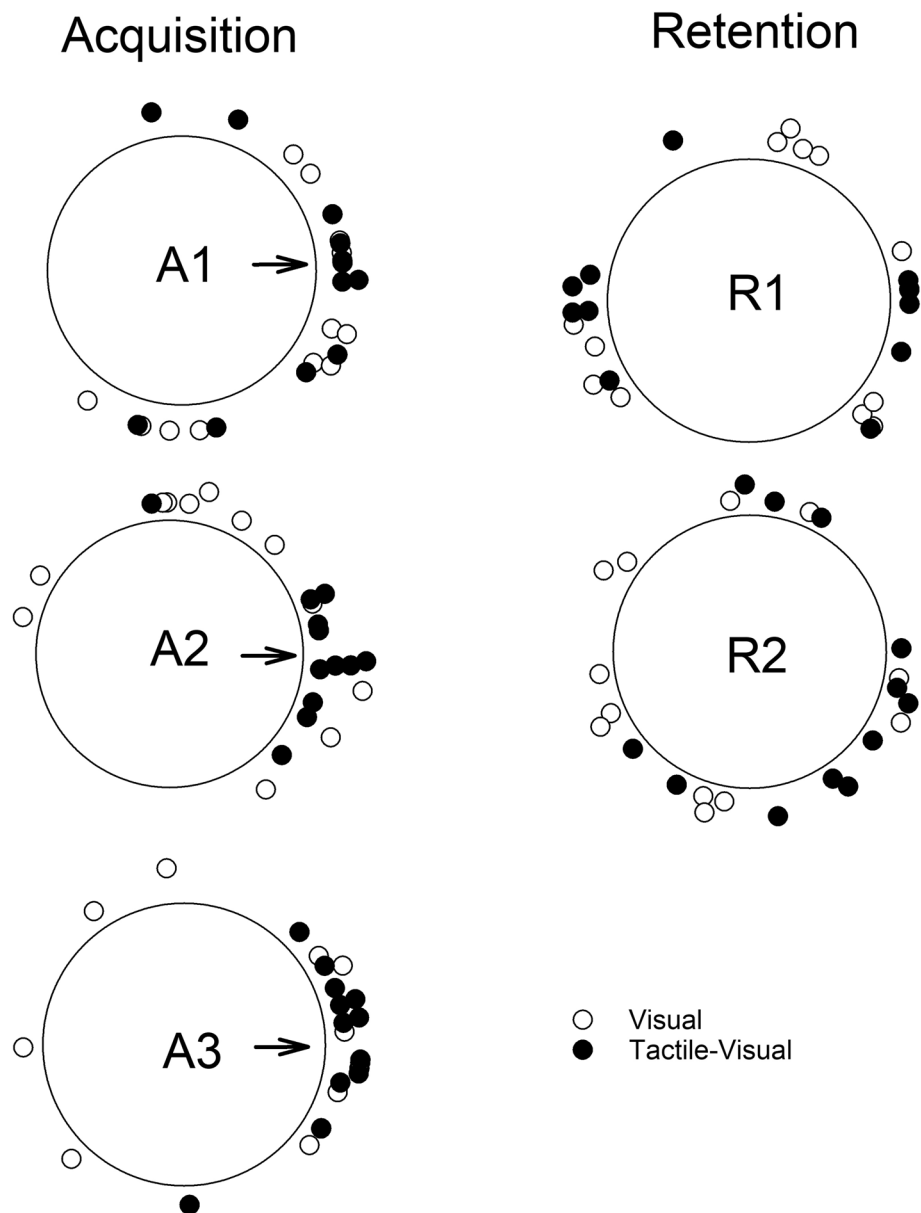 Acquisition
Retention
A1
R1
A2
R2
A3
Visual
Tactile-Visual